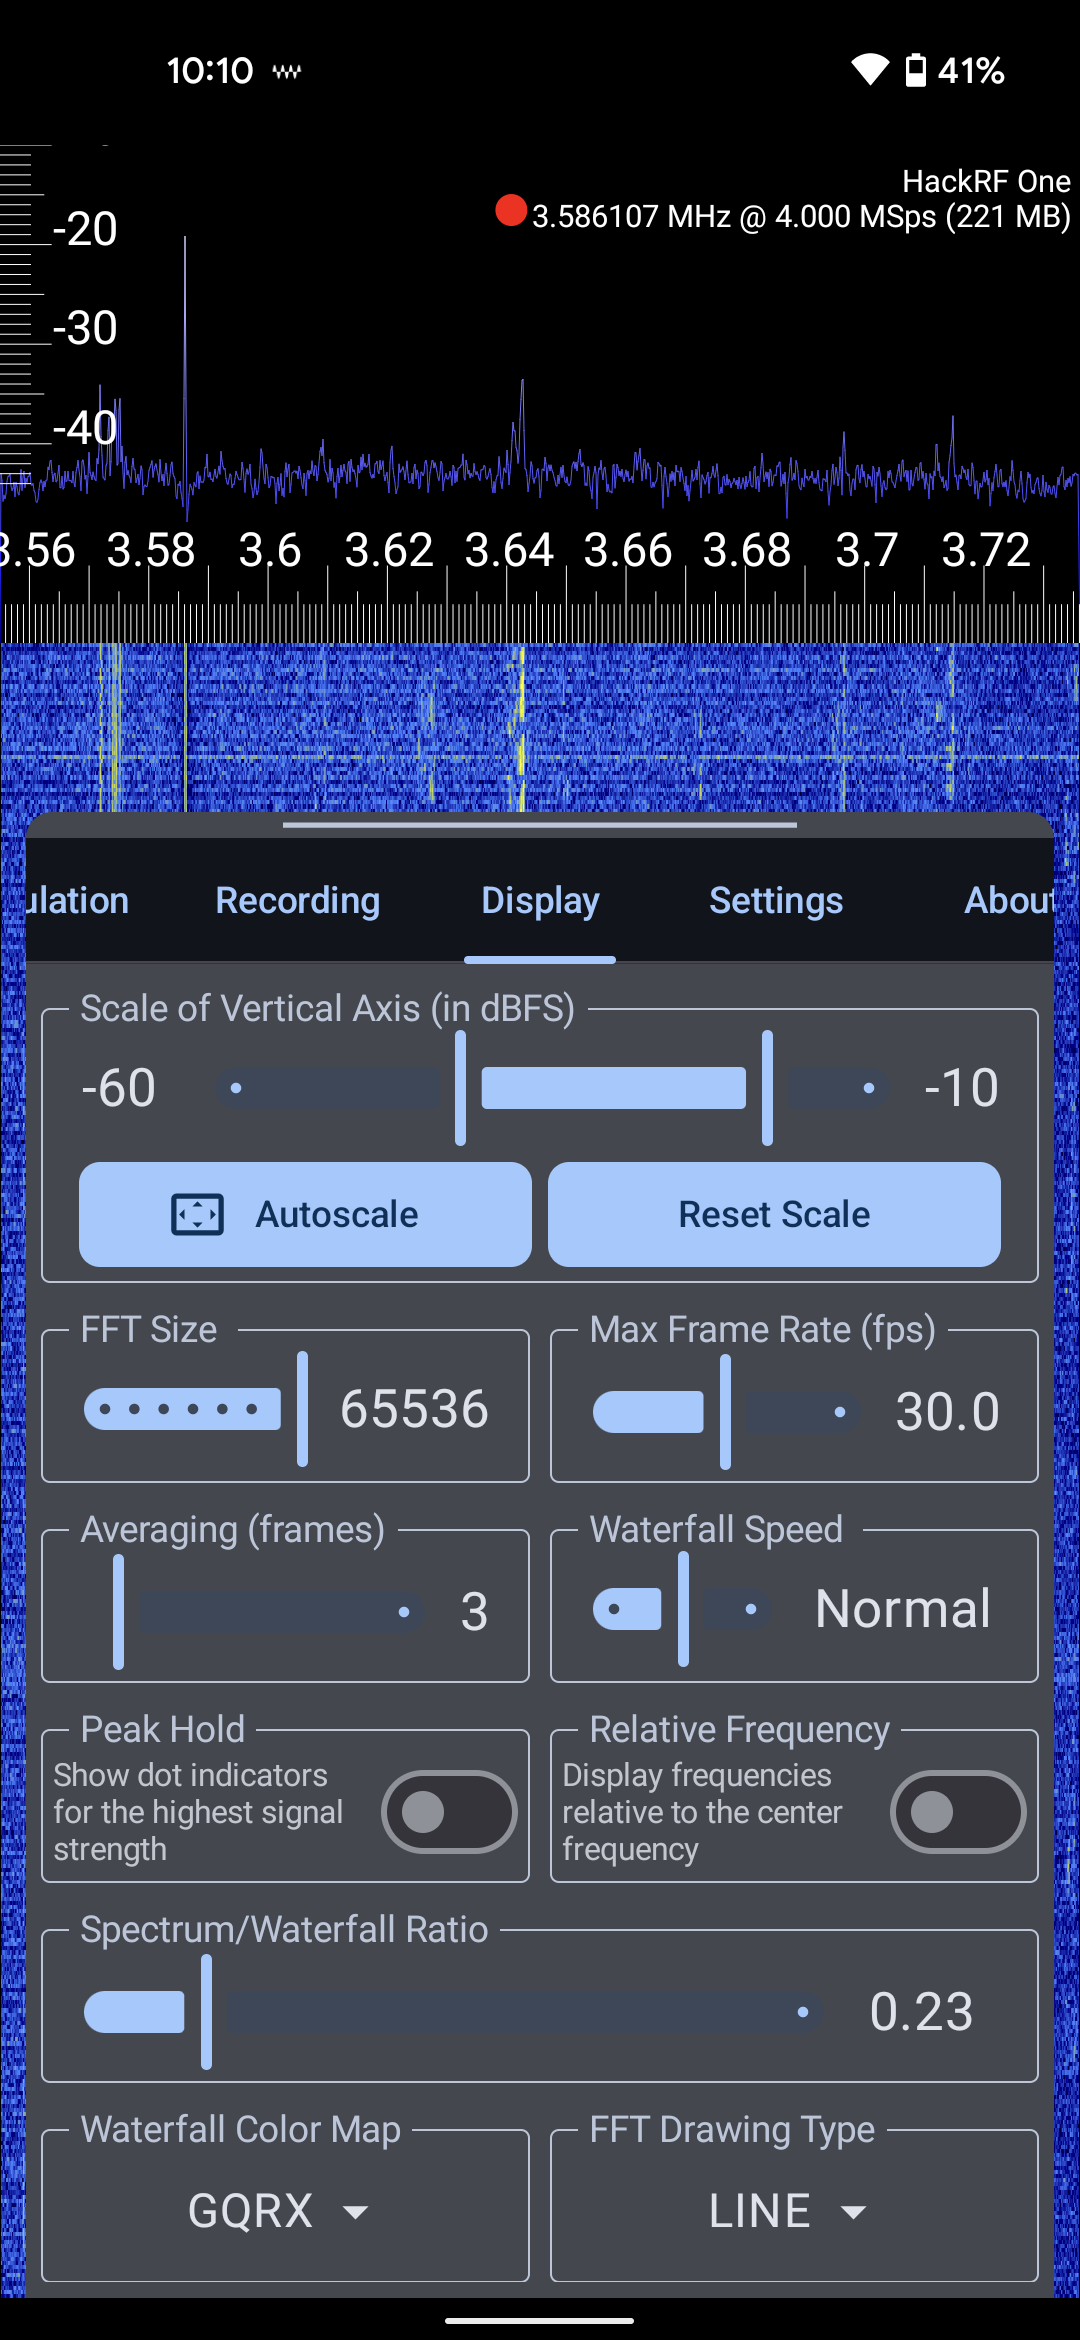 10:10
41%
HackRF One
3.586107 MHz @ 4.000 MSps (221 MB)
-20
-30
-40
3.56 3.58 3.6 3.62 3.64 3.66 3.68 3.7 3.72
ulation Recording Display Settings About
Scale of Vertical Axis (in dBFS)
-60 -10
Autoscale Reset Scale
FFT Size
65536
Max Frame Rate (fps)
30.0
Averaging (frames)
3
Waterfall Speed
Normal
Peak Hold
Show dot indicators
for the highest signal
strength
Relative Frequency
Display frequencies
relative to the center
frequency
Spectrum/Waterfall Ratio
0.23
Waterfall Color Map
GQRX
FFT Drawing Type
LINE